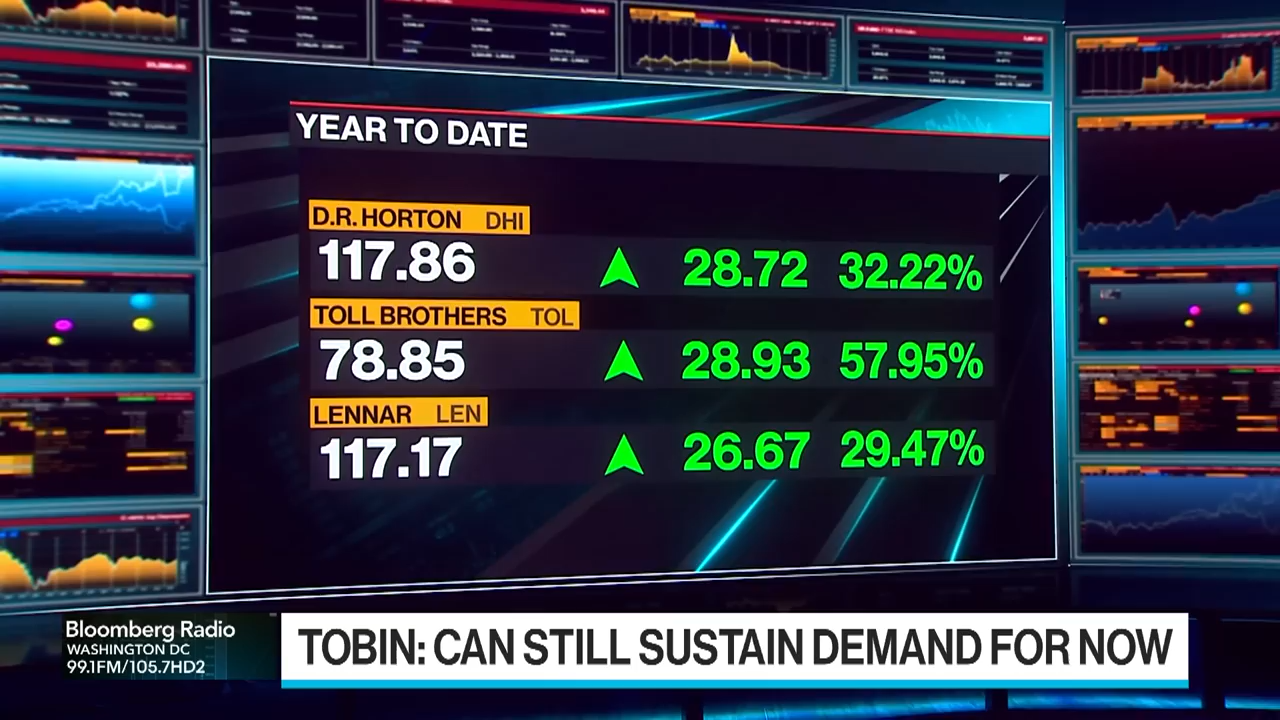 YEAR TO DATE
D.R. HORTON DHI
117.86 28.72 32.22%
TOLL BROTHERS TOL
78.85 28.93 57.95%
LENNAR LEN
117.17 26.67 29.47%
Bloomberg Radio
WASHINGTON DC
99.1FM/105.7HD2
TOBIN: CAN STILL SUSTAIN DEMAND FOR NOW